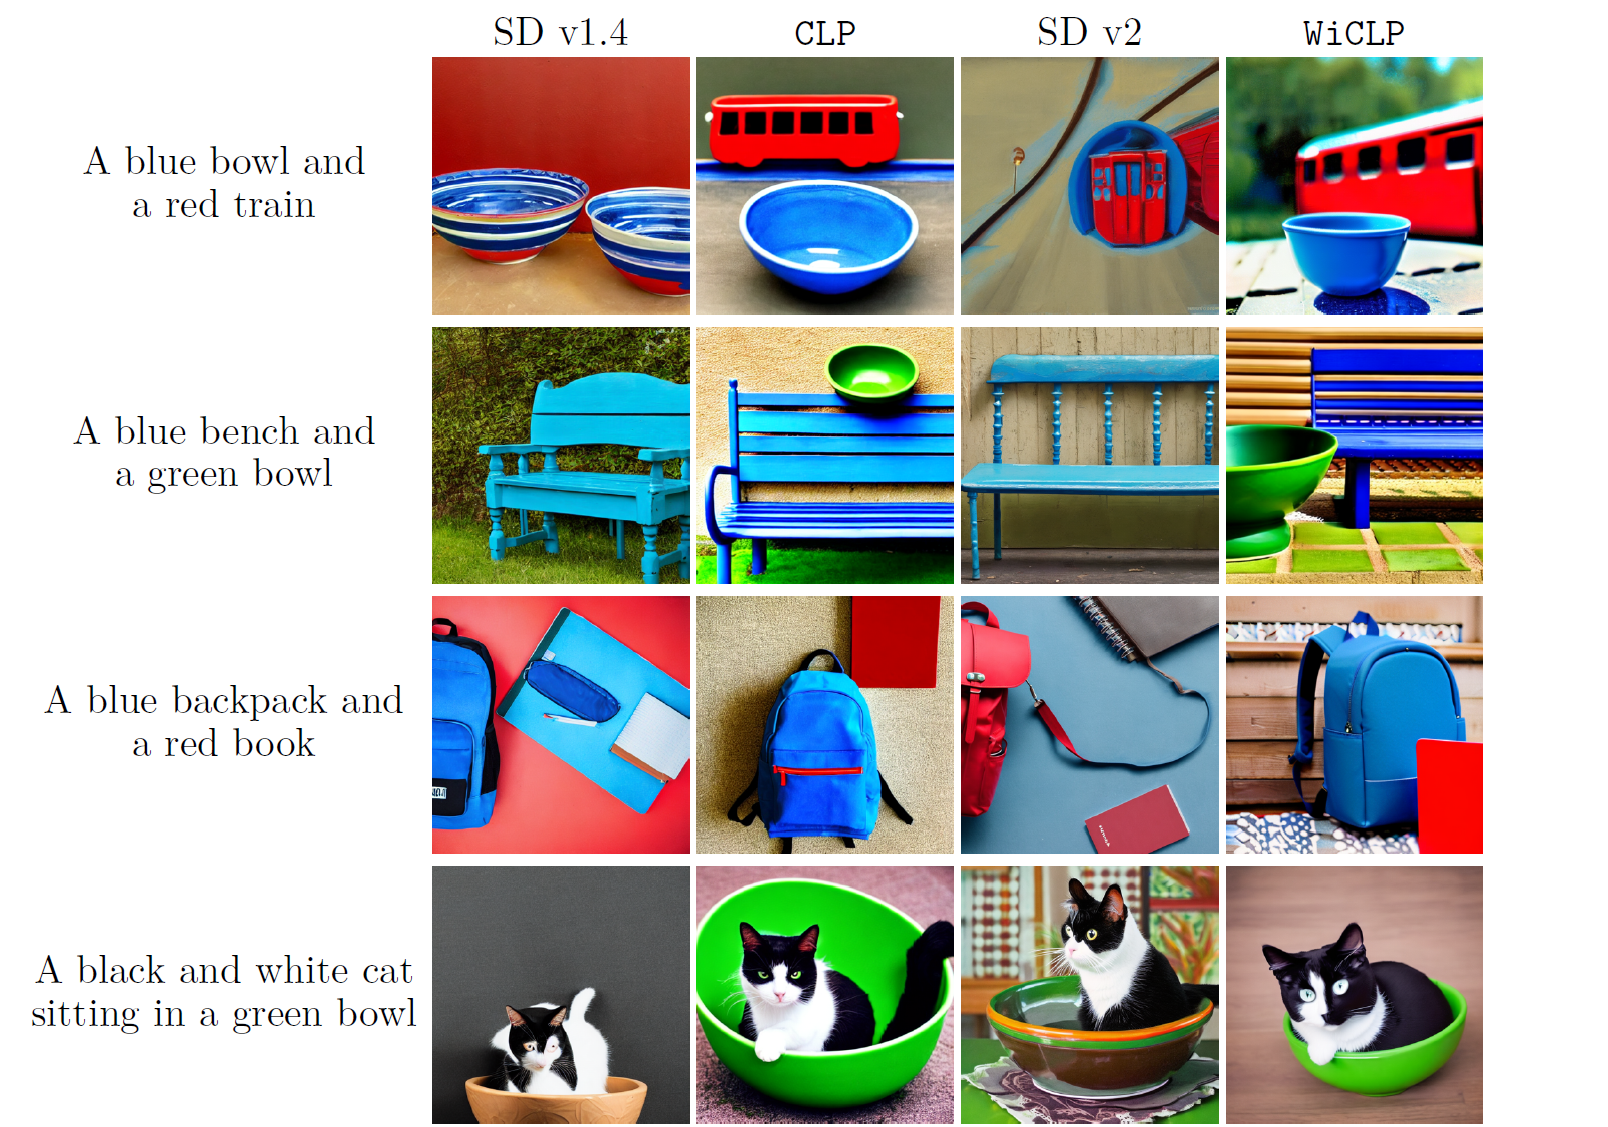 SD v1.4
CLP
SD v2
WiCLP
A blue bowl and
a red train
A blue bench and
a green bowl
A blue backpack and
a red book
A black and white cat
sitting in a green bowl